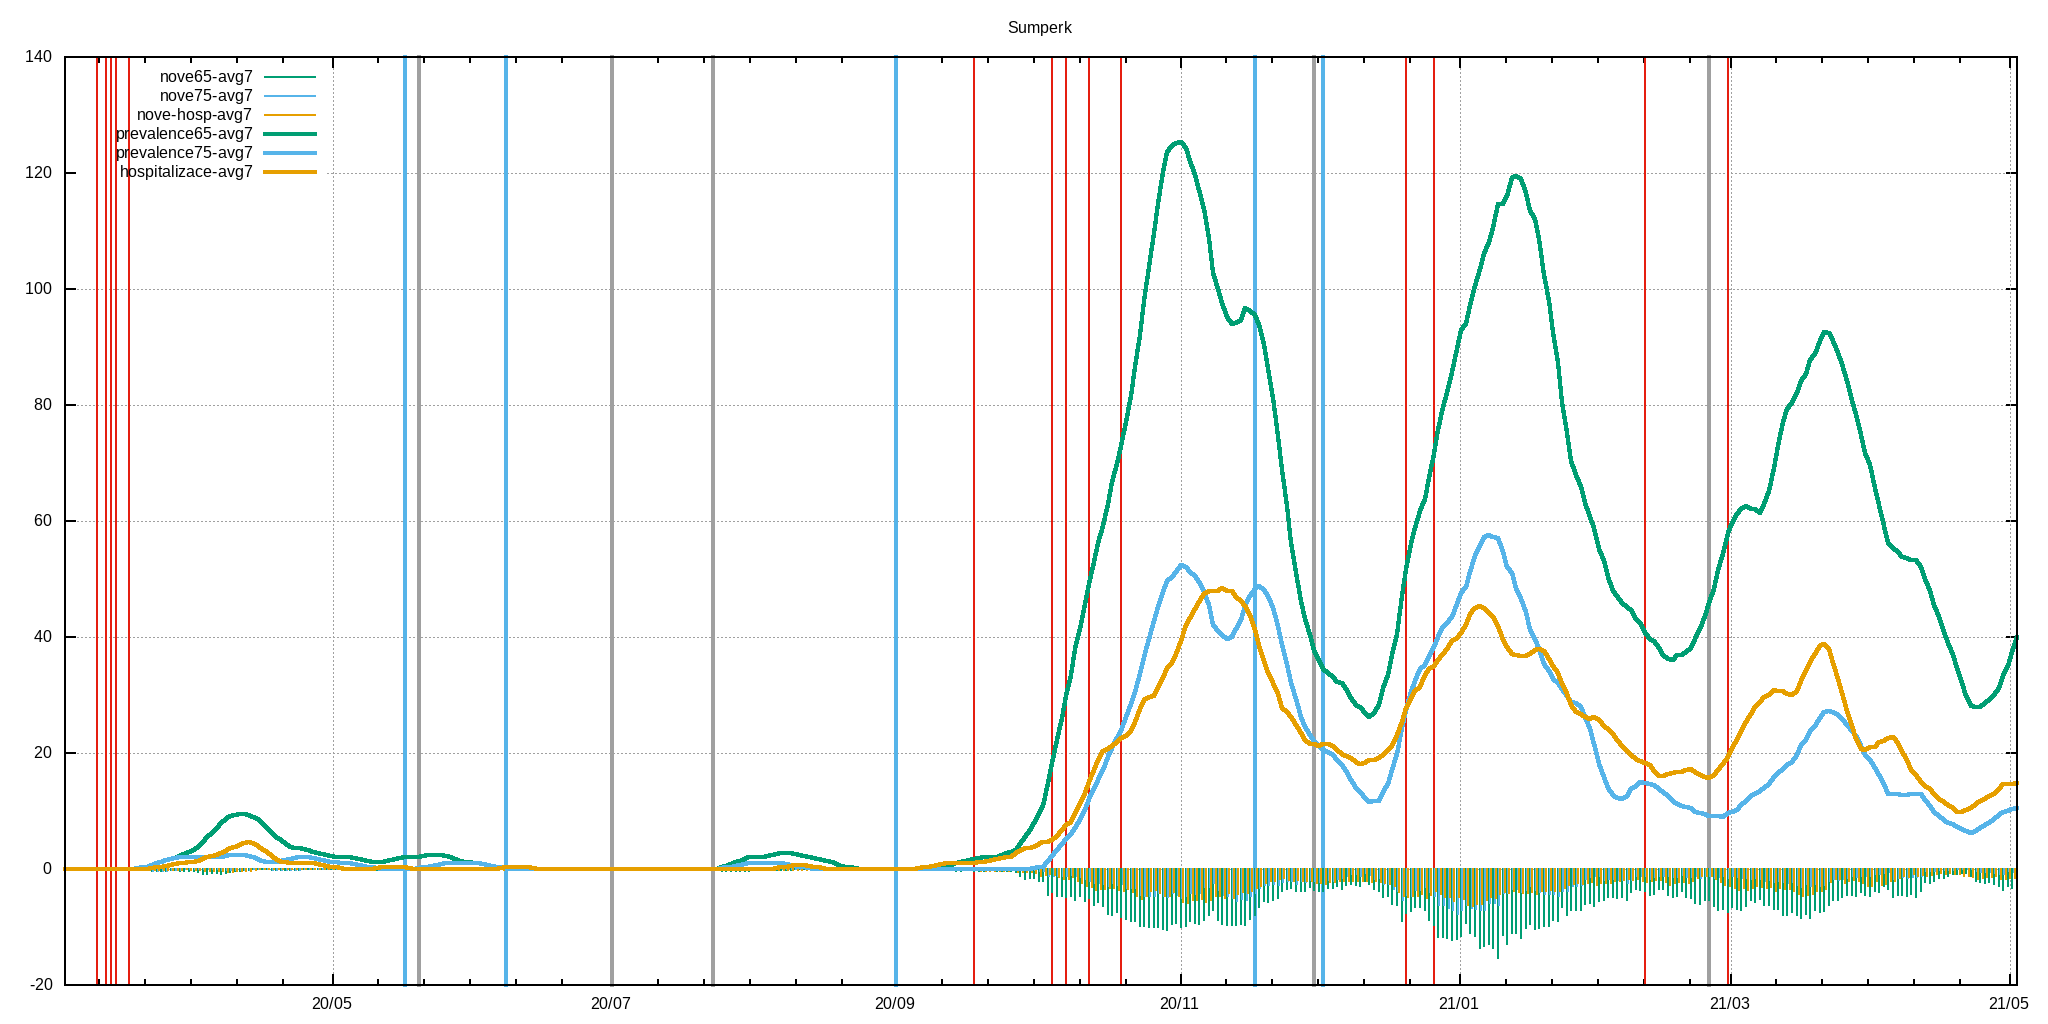 Sumperk
140
120
100
80
60
40
20
0
-20
nove65-avg7
nove75-avg7
nove-hosp-avg7
prevalence65-avg7
prevalence75-avg7
hospitalizace-avg7
20/05 20/07 20/09 20/11 21/01 21/03 21/05